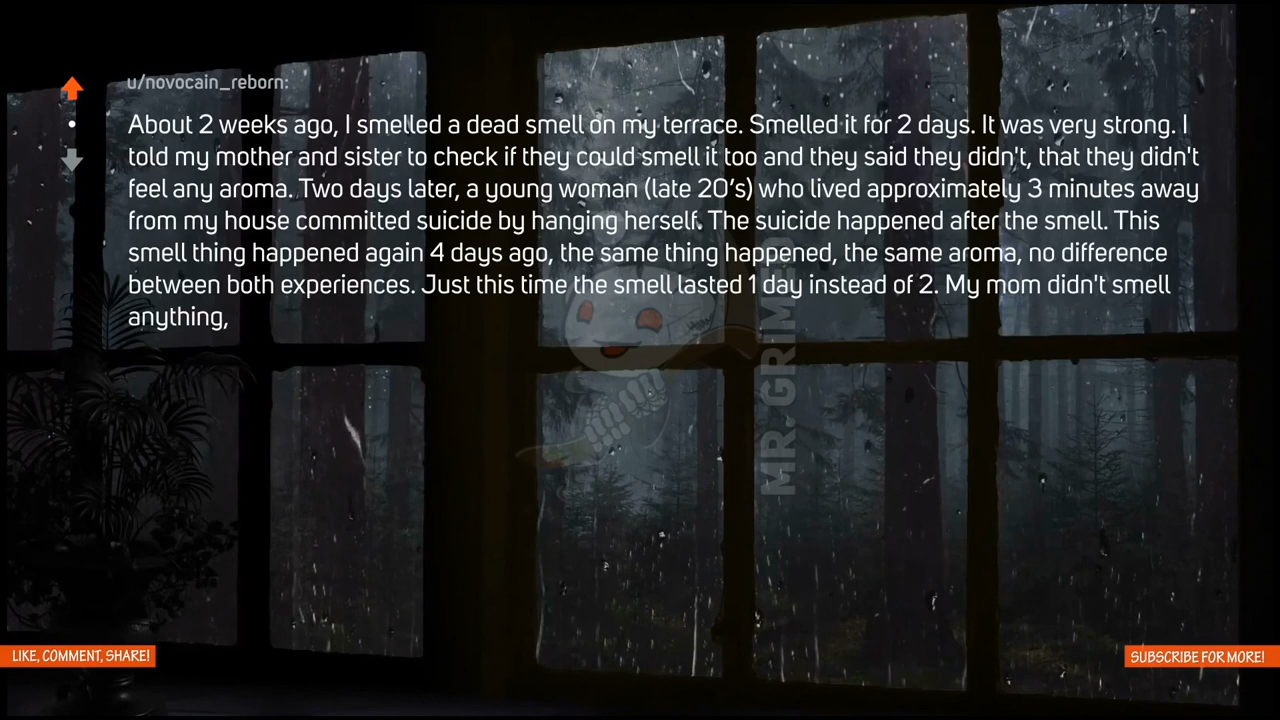 u/novocain_reborn:
About 2 weeks ago, I smelled a dead smell on my terrace. Smelled it for 2 days. It was very strong. I
told my mother and sister to check if they could smell it too and they said they didn't, that they didn't
feel any aroma. Two days later, a young woman (late 20's) who lived approximately 3 minutes away
from my house committed suicide by hanging herself. The suicide happened after the smell. This
smell thing happened again 4 days ago, the same thing happened, the same aroma, no difference
between both experiences. Just this time the smell lasted 1 day instead of 2. My mom didn't smell
anything,
MR. GRIM
LIKE, COMMENT, SHARE!
SUBSCRIBE FOR MORE!